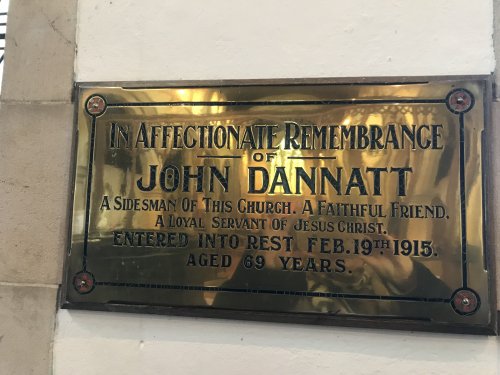 IN AFFECTIONATE REMEMBRANCE
OF
JOHN DANNATT
A SIDESMAN OF THIS CHURCH. A FAITHFUL FRIEND.
A LOYAL SERVANT OF JESUS CHRIST.
ENTERED INTO REST FEB. 19TH 1915.
AGED 69 YEARS.